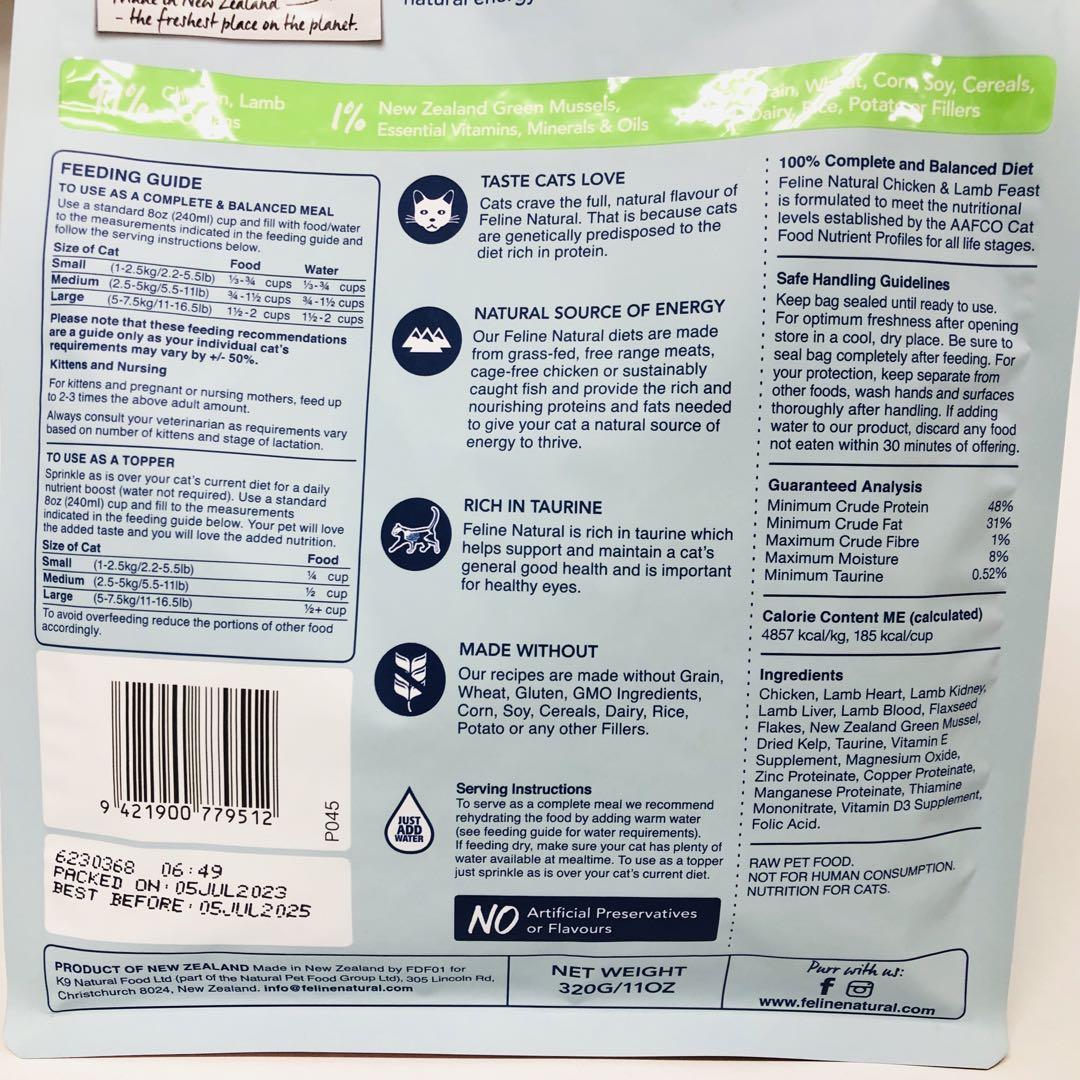 Made in New Zealand
- the freshest place on the planet.
natural energy
Lamb
1% New Zealand Green Mussels,
Essential Vitamins, Minerals & Oils
Corn, Soy, Cereals,
Dairy, Rice, Potato or Fillers
FEEDING GUIDE
TO USE AS A COMPLETE & BALANCED MEAL
Use a standard 8oz (240ml) cup and fill with food/water
to the measurements indicated in the feeding guide and
follow the serving instructions below.
Size of Cat Food Water
Small (1-2.5kg/2.2-5.5lb) ⅓-¾ cups ⅓-¾ cups
Medium (2.5-5kg/5.5-11lb) ¾-1½ cups ¾-1½ cups
Large (5-7.5kg/11-16.5lb) 1½-2 cups 1½-2 cups
Please note that these feeding recommendations
are a guide only as your individual cat's
requirements may vary by +/- 50%.
Kittens and Nursing
For kittens and pregnant or nursing mothers, feed up
to 2-3 times the above adult amount.
Always consult your veterinarian as requirements vary
based on number of kittens and stage of lactation.
TO USE AS A TOPPER
Sprinkle as is over your cat's current diet for a daily
nutrient boost (water not required). Use a standard
8oz (240ml) cup and fill to the measurements
indicated in the feeding guide below. Your pet will love
the added taste and you will love the added nutrition.
Size of Cat Food
Small (1-2.5kg/2.2-5.5lb) ¼ cup
Medium (2.5-5kg/5.5-11lb) ½ cup
Large (5-7.5kg/11-16.5lb) ½+ cup
To avoid overfeeding reduce the portions of other food
accordingly.
9 421900 779512
P045
6230368 06:49
PACKED ON: 05JUL2023
BEST BEFORE: 05JUL2025
TASTE CATS LOVE
Cats crave the full, natural flavour of
Feline Natural. That is because cats
are genetically predisposed to the
diet rich in protein.
NATURAL SOURCE OF ENERGY
Our Feline Natural diets are made
from grass-fed, free range meats,
cage-free chicken or sustainably
caught fish and provide the rich and
nourishing proteins and fats needed
to give your cat a natural source of
energy to thrive.
RICH IN TAURINE
Feline Natural is rich in taurine which
helps support and maintain a cat's
general good health and is important
for healthy eyes.
MADE WITHOUT
Our recipes are made without Grain,
Wheat, Gluten, GMO Ingredients,
Corn, Soy, Cereals, Dairy, Rice,
Potato or any other Fillers.
JUST
ADD
WATER
Serving Instructions
To serve as a complete meal we recommend
rehydrating the food by adding warm water
(see feeding guide for water requirements).
If feeding dry, make sure your cat has plenty of
water available at mealtime. To use as a topper
just sprinkle as is over your cat's current diet.
NO Artificial Preservatives
or Flavours
100% Complete and Balanced Diet
Feline Natural Chicken & Lamb Feast
is formulated to meet the nutritional
levels established by the AAFCO Cat
Food Nutrient Profiles for all life stages.
Safe Handling Guidelines
Keep bag sealed until ready to use.
For optimum freshness after opening
store in a cool, dry place. Be sure to
seal bag completely after feeding. For
your protection, keep separate from
other foods, wash hands and surfaces
thoroughly after handling. If adding
water to our product, discard any food
not eaten within 30 minutes of offering.
Guaranteed Analysis
Minimum Crude Protein 48%
Minimum Crude Fat 31%
Maximum Crude Fibre 1%
Maximum Moisture 8%
Minimum Taurine 0.52%
Calorie Content ME (calculated)
4857 kcal/kg, 185 kcal/cup
Ingredients
Chicken, Lamb Heart, Lamb Kidney,
Lamb Liver, Lamb Blood, Flaxseed
Flakes, New Zealand Green Mussel,
Dried Kelp, Taurine, Vitamin E
Supplement, Magnesium Oxide,
Zinc Proteinate, Copper Proteinate,
Manganese Proteinate, Thiamine
Mononitrate, Vitamin D3 Supplement,
Folic Acid.
RAW PET FOOD.
NOT FOR HUMAN CONSUMPTION.
NUTRITION FOR CATS.
PRODUCT OF NEW ZEALAND Made in New Zealand by FDF01 for
K9 Natural Food Ltd (part of the Natural Pet Food Group Ltd), 305 Lincoln Rd,
Christchurch 8024, New Zealand. info@felinenatural.com
NET WEIGHT
320G/11OZ
Purr with us:
www.felinenatural.com